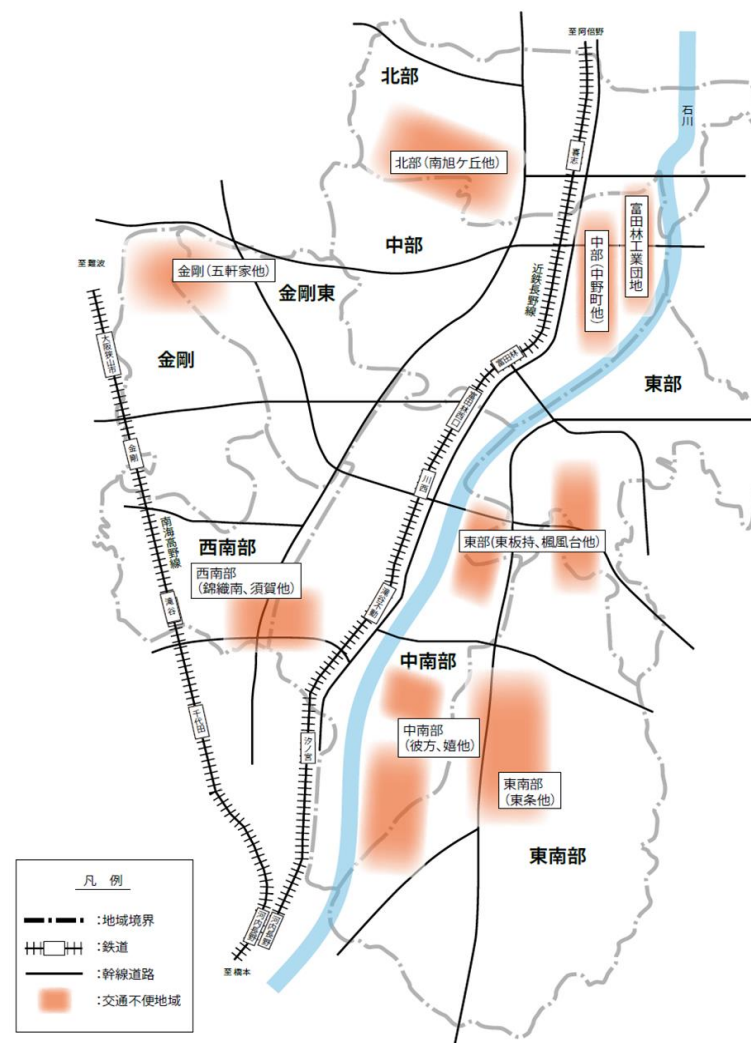 至阿倍野
北部
石川
喜志
北部(南旭ケ丘他)
富田林工業団地
中部(中野町他)
中部
至難波
金剛(五軒家他)
金剛東
近鉄長野線
大阪狭山市
金剛
富田林
東部
富田林西口
金剛
川西
南海高野線
東部(東板持、楓風台他)
西南部
西南部
(錦織南、須賀他)
滝谷
滝谷不動
中南部
千代田
汐ノ宮
中南部
(彼方、嬉他)
東南部
(東条他)
東南部
凡 例
:地域境界
:鉄道
:幹線道路
:交通不便地域
河内長野
河内長野
至橋本